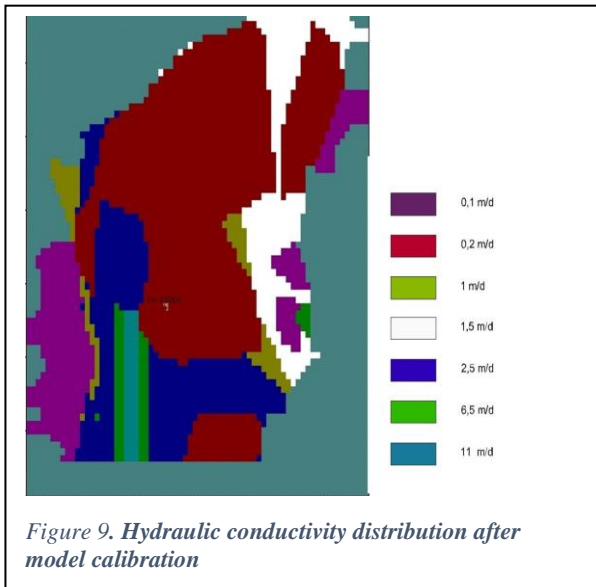 0,1 m/d
0,2 m/d
1 m/d
1,5 m/d
2,5 m/d
6,5 m/d
11 m/d
Figure 9. Hydraulic conductivity distribution after
model calibration